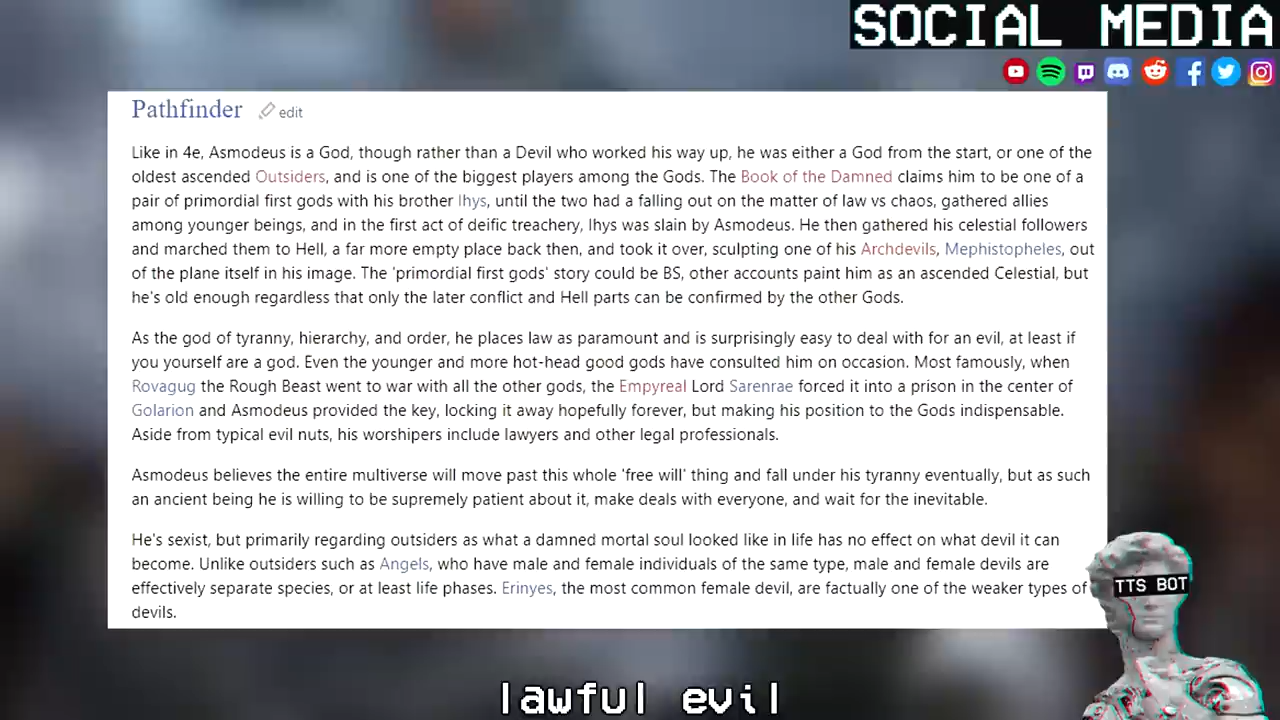 SOCIAL MEDIA
Pathfinder edit
Like in 4e, Asmodeus is a God, though rather than a Devil who worked his way up, he was either a God from the start, or one of the
oldest ascended Outsiders, and is one of the biggest players among the Gods. The Book of the Damned claims him to be one of a
pair of primordial first gods with his brother Ihys, until the two had a falling out on the matter of law vs chaos, gathered allies
among younger beings, and in the first act of deific treachery, Ihys was slain by Asmodeus. He then gathered his celestial followers
and marched them to Hell, a far more empty place back then, and took it over, sculpting one of his Archdevils, Mephistopheles, out
of the plane itself in his image. The 'primordial first gods' story could be BS, other accounts paint him as an ascended Celestial, but
he's old enough regardless that only the later conflict and Hell parts can be confirmed by the other Gods.
As the god of tyranny, hierarchy, and order, he places law as paramount and is surprisingly easy to deal with for an evil, at least if
you yourself are a god. Even the younger and more hot-head good gods have consulted him on occasion. Most famously, when
Rovagug the Rough Beast went to war with all the other gods, the Empyreal Lord Sarenrae forced it into a prison in the center of
Golarion and Asmodeus provided the key, locking it away hopefully forever, but making his position to the Gods indispensable.
Aside from typical evil nuts, his worshipers include lawyers and other legal professionals.
Asmodeus believes the entire multiverse will move past this whole 'free will' thing and fall under his tyranny eventually, but as such
an ancient being he is willing to be supremely patient about it, make deals with everyone, and wait for the inevitable.
He's sexist, but primarily regarding outsiders as what a damned mortal soul looked like in life has no effect on what devil it can
become. Unlike outsiders such as Angels, who have male and female individuals of the same type, male and female devils are
effectively separate species, or at least life phases. Erinyes, the most common female devil, are factually one of the weaker types of
devils.
TTS BOT
lawful evil